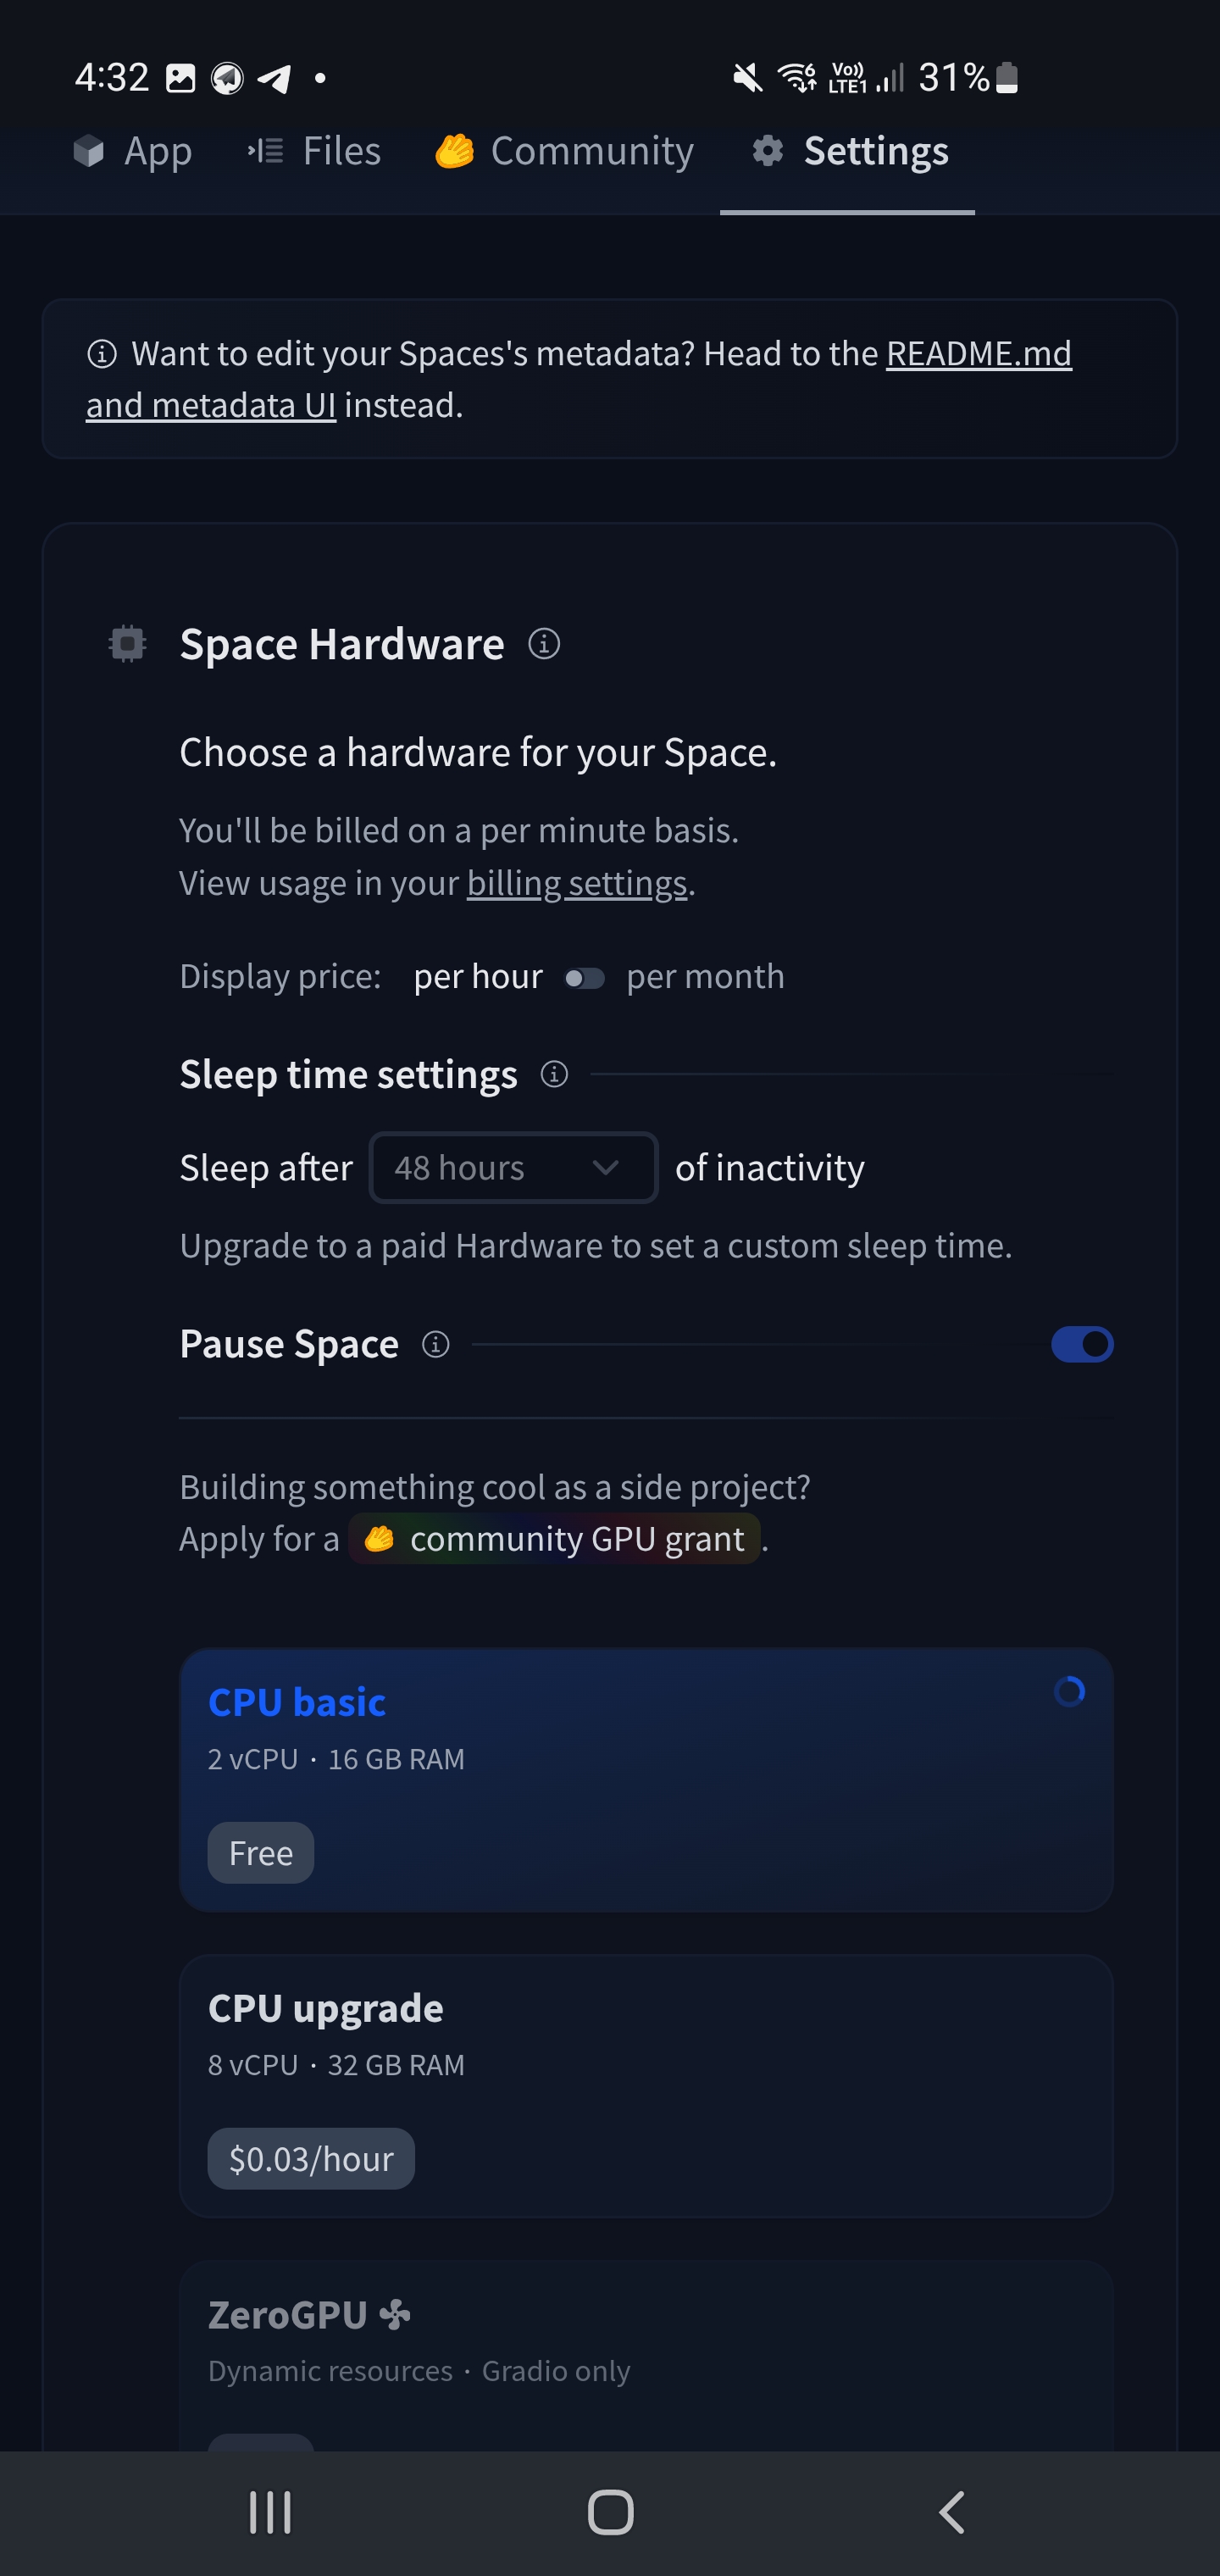 4:32 Vo)) LTE1 31%
App Files Community Settings
Want to edit your Spaces's metadata? Head to the README.md
and metadata UI instead.
Space Hardware
Choose a hardware for your Space.
You'll be billed on a per minute basis.
View usage in your billing settings.
Display price: per hour per month
Sleep time settings
Sleep after 48 hours of inactivity
Upgrade to a paid Hardware to set a custom sleep time.
Pause Space
Building something cool as a side project?
Apply for a community GPU grant.
CPU basic
2 vCPU · 16 GB RAM
Free
CPU upgrade
8 vCPU · 32 GB RAM
$0.03/hour
ZeroGPU
Dynamic resources · Gradio only